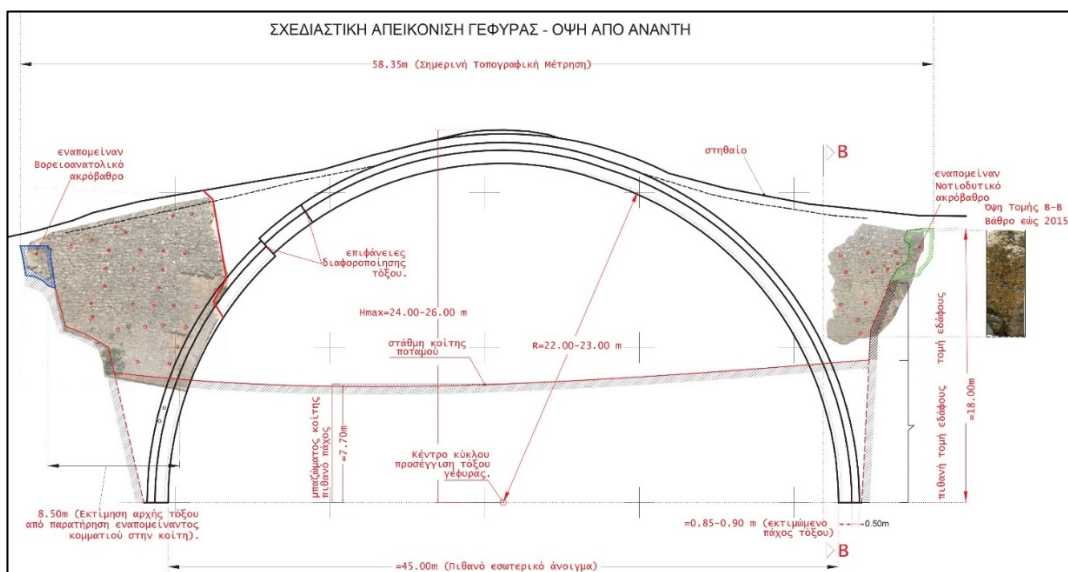 ΣΧΕΔΙΑΣΤΙΚΗ ΑΠΕΙΚΟΝΙΣΗ ΓΕΦΥΡΑΣ - ΟΨΗ ΑΠΟ ΑΝΑΝΤΗ
58.35m (Σημερινή Τοπογραφική Μέτρηση)
εναπομείναν
Βορειοανατολικό
ακρόβαθρο
στηθαίο
B
εναπομείναν
Νοτιοδυτικό
ακρόβαθρο
Όψη Τομής Β-Β
Βάθρο εώς 2015
επιφάνειες
διαφοροποίησης
τόξου.
Hmax=24.00-26.00 m
R=22.00-23.00 m
στάθμη κοίτης
ποταμού
μπαζώματος κοίτης
πιθανό πάχος
=7.70m
Κέντρο κύκλου
προσέγγιση τόξου
γέφυρας.
τομή εδάφους
πιθανή τομή εδάφους
=18.00m
8.50m (Εκτίμηση αρχής τόξου
από παρατήρηση εναπομείναντος
κομματιού στην κοίτη).
=0.85-0.90 m (εκτιμώμενο
πάχος τόξου)
0.50m
B
=45.00m (Πιθανό εσωτερικό άνοιγμα)